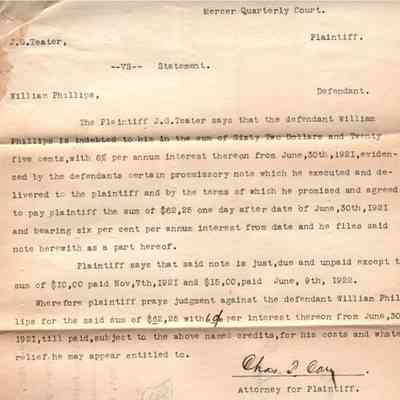 Mercer Quarterly Court.
J.G.Teater, Plaintiff.
--VS-- Statement.
Willian Phillips, Defendant.
The Plaintiff J.G.Teater says that the defendant William
Phillips is indebted to him in the sum of Sixty Two Dollars and Twenty
five cents,with 6% per annum interest thereon from June,30th,1921,eviden-
zed by the defendants certain promissory note which he executed and de-
livered to the plaintiff and by the terms of which he promised and agreed
to pay plaintiff the sum of $62,25 one day after date of June,30th,1921
and bearing six per cent per annum interest from date and he files said
note herewith as a part hereof.
Plaintiff says that said note is just,due and unpaid except t
sum of $10,00 paid Nov,7th,1921 and $15,00,paid June, 9th, 1922.
Wherefore plaintiff prays judgment against the defendant William Phil
lips for the said sum of $62,25 with 6% per interest thereon from June,30
1921,till paid,subject to the above named credits,for his costs and whate
relief he may appear entitled to.
Chas.
Attorney for Plaintiff.